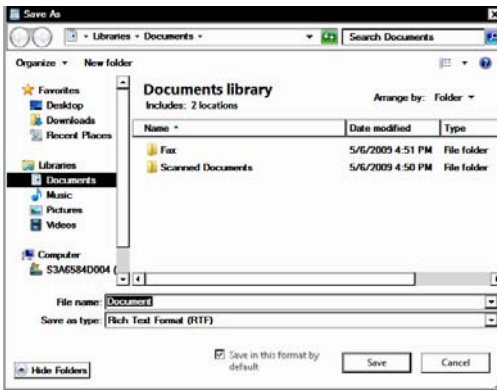 Save As
Libraries Documents
Search Documents
Organize New folder
Favorites
Desktop
Downloads
Recent Places
Libraries
Documents
Music
Pictures
Videos
Computer
S3A6584D004 (
Documents library
Includes: 2 locations
Arrange by: Folder
Name Date modified Type
Fax 5/6/2009 4:51 PM File folder
Scanned Documents 5/6/2009 4:50 PM File folder
File name: Document
Save as type: Rich Text Format (RTF)
Hide Folders
Save in this format by
default
Save Cancel